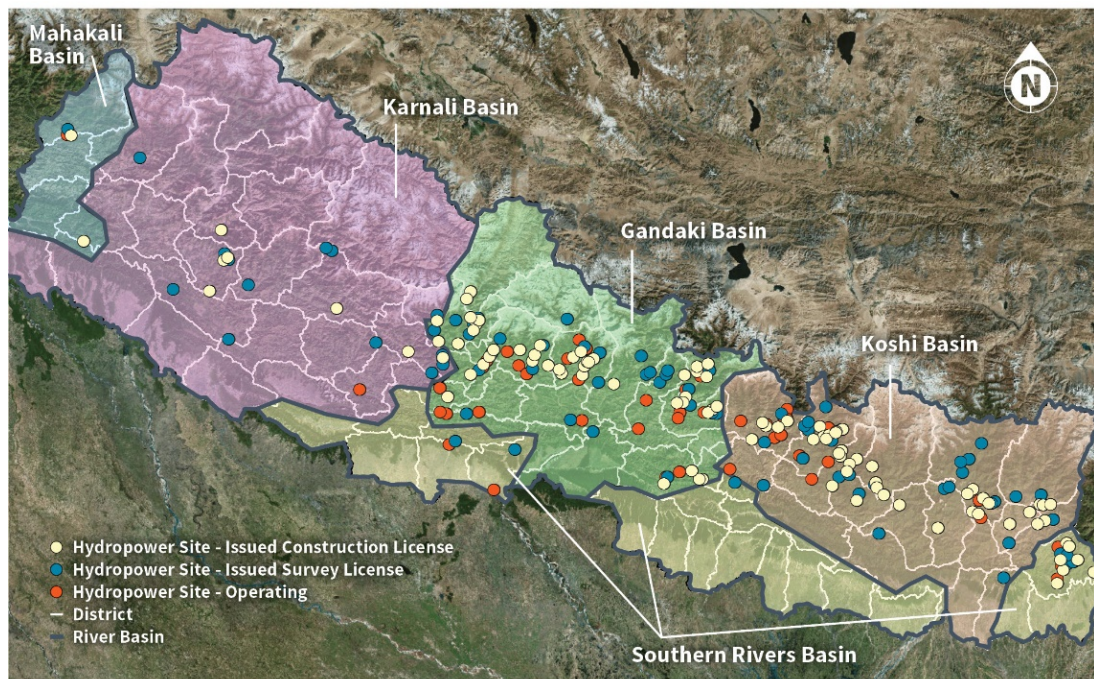 Mahakali
Basin
Karnali Basin
N
Gandaki Basin
Koshi Basin
Hydropower Site - Issued Construction License
Hydropower Site - Issued Survey License
Hydropower Site - Operating
District
River Basin
Southern Rivers Basin